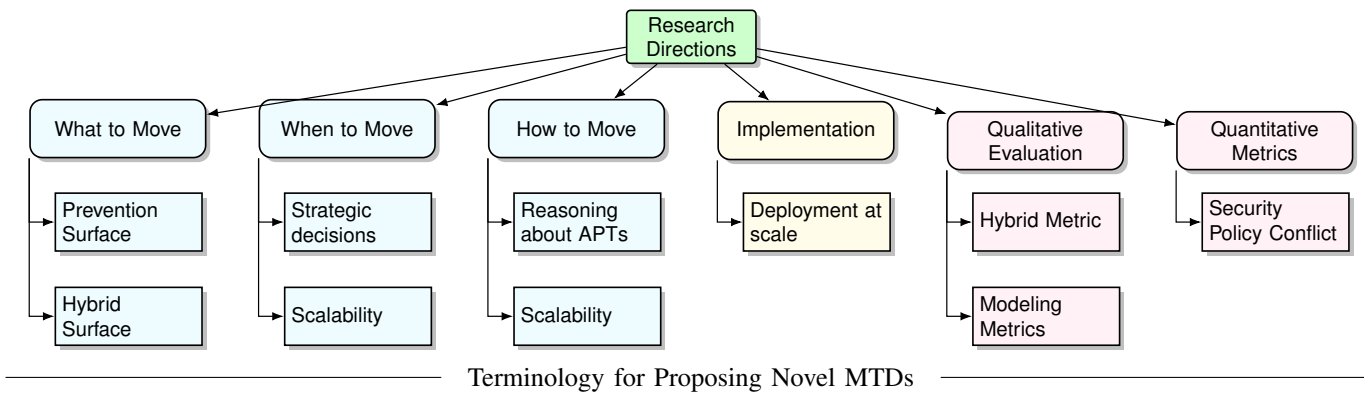 Research
Directions
What to Move
When to Move
How to Move
Implementation
Qualitative
Evaluation
Quantitative
Metrics
Prevention
Surface
Strategic
decisions
Reasoning
about APTs
Deployment at
scale
Hybrid Metric
Security
Policy Conflict
Hybrid
Surface
Scalability
Scalability
Modeling
Metrics
Terminology for Proposing Novel MTDs